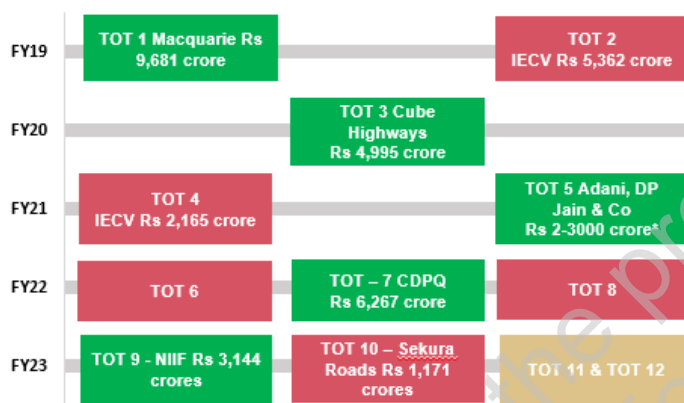 FY19
TOT 1 Macquarie Rs
9,681 crore
TOT 2
IECV Rs 5,362 crore
FY20
TOT 3 Cube
Highways
Rs 4,995 crore
FY21
TOT 4
IECV Rs 2,165 crore
TOT 5 Adani, DP
Jain & Co
Rs 2-3000 crore*
FY22
TOT 6
TOT – 7 CDPQ
Rs 6,267 crore
TOT 8
FY23
TOT 9 - NIIF Rs 3,144
crores
TOT 10 – Sekura
Roads Rs 1,171
crores
TOT 11 & TOT 12
the pro